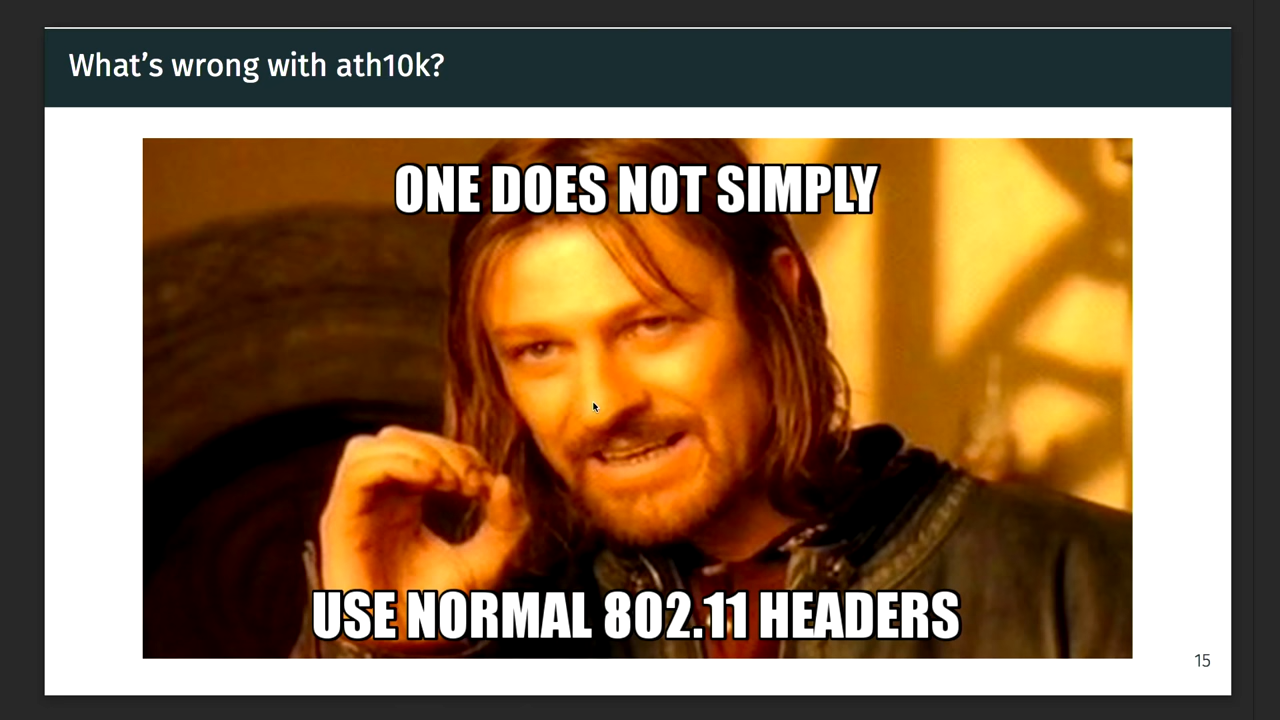 What’s wrong with ath10k?
ONE DOES NOT SIMPLY
USE NORMAL 802.11 HEADERS
15